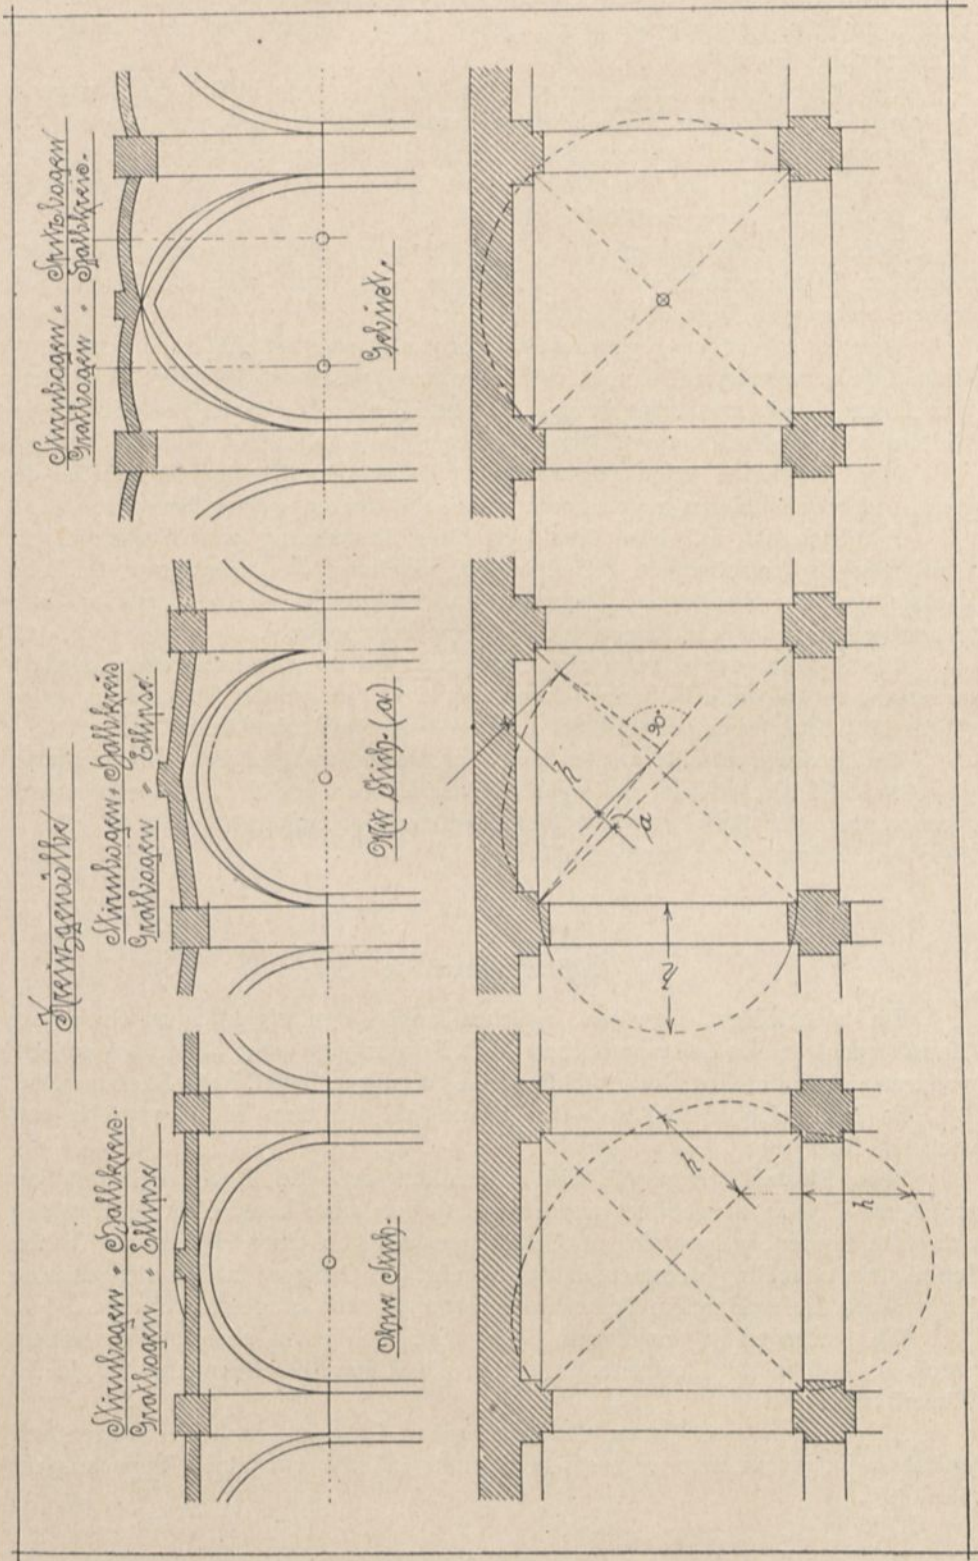 Kreuzgewölbe
Stirnbogen = Halbkreis.
Gratbogen = Ellipse
Ohne Stich.
h
h
Stirnbogen = Halbkreis
Gratbogen = Ellipse.
Mit Stich. (a)
h
h
a
90°
Stirnbogen = Spitzbogen
Gratbogen = Halbkreis.
Gebust.